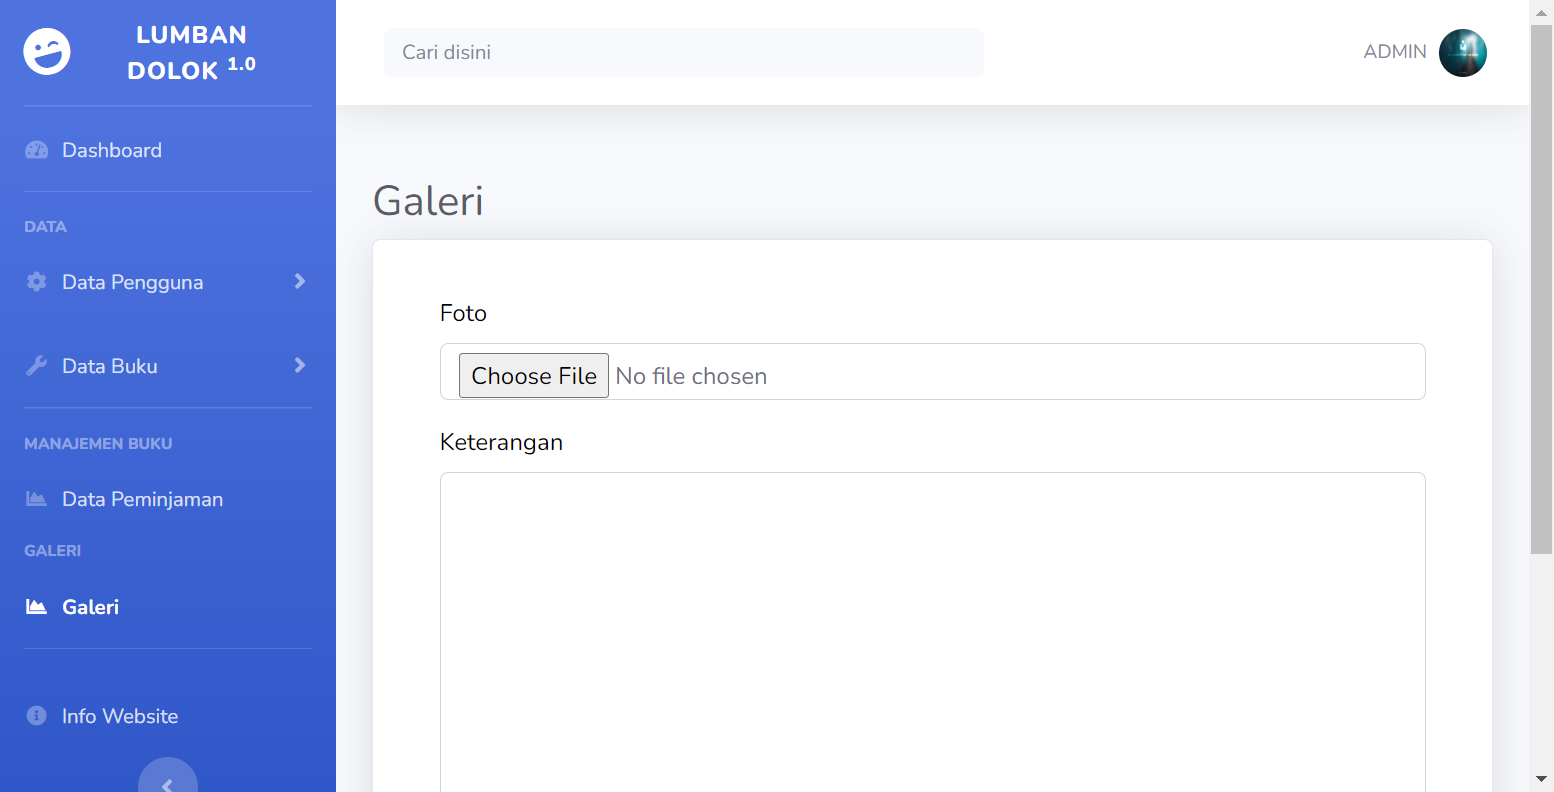 LUMBAN
DOLOK 1.0
Dashboard
DATA
Data Pengguna
Data Buku
MANAJEMEN BUKU
Data Peminjaman
GALERI
Galeri
Info Website
Cari disini
ADMIN
Galeri
Foto
Choose File No file chosen
Keterangan